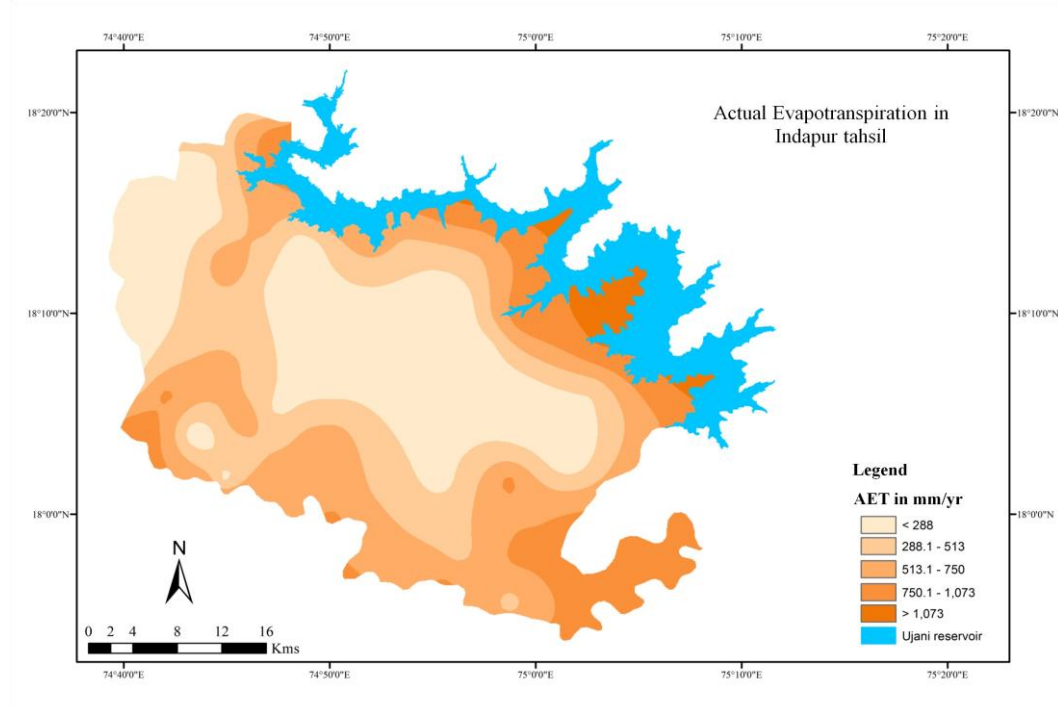 74°40'0"E 74°50'0"E 75°0'0"E 75°10'0"E 75°20'0"E
18°20'0"N 18°20'0"N
Actual Evapotranspiration in
Indapur tahsil
18°10'0"N 18°10'0"N
Legend
AET in mm/yr
18°0'0"N 18°0'0"N
< 288
288.1 - 513
513.1 - 750
750.1 - 1,073
> 1,073
Ujani reservoir
N
0 2 4 8 12 16
Kms
74°40'0"E 74°50'0"E 75°0'0"E 75°10'0"E 75°20'0"E